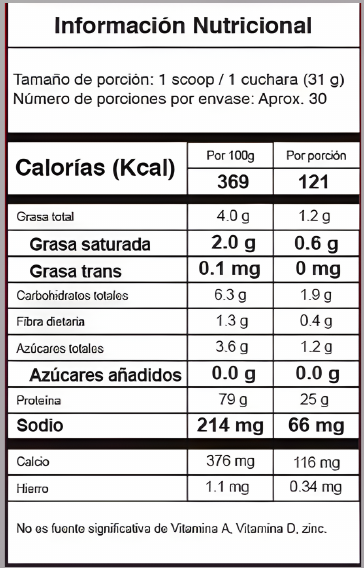 Información Nutricional
Tamaño de porción: 1 scoop / 1 cuchara (31 g)
Número de porciones por envase: Aprox. 30
Calorías (Kcal) Por 100g Por porción
369 121
Grasa total 4.0 g 1.2 g
Grasa saturada 2.0 g 0.6 g
Grasa trans 0.1 mg 0 mg
Carbohidratos totales 6.3 g 1.9 g
Fibra dietaria 1.3 g 0.4 g
Azúcares totales 3.6 g 1.2 g
Azúcares añadidos 0.0 g 0.0 g
Proteína 79 g 25 g
Sodio 214 mg 66 mg
Calcio 376 mg 116 mg
Hierro 1.1 mg 0.34 mg
No es fuente significativa de Vitamina A, Vitamina D, zinc.